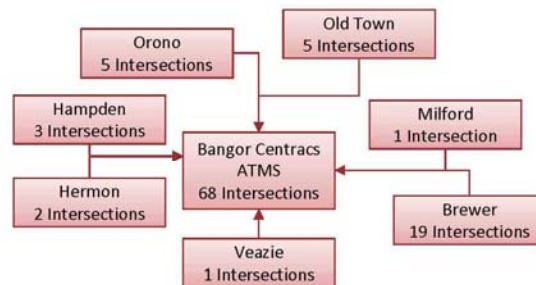 Old Town
5 Intersections
Orono
5 Intersections
Hampden
3 Intersections
Milford
1 Intersection
Bangor Centracs
ATMS
68 Intersections
Hermon
2 Intersections
Brewer
19 Intersections
Veazie
1 Intersections